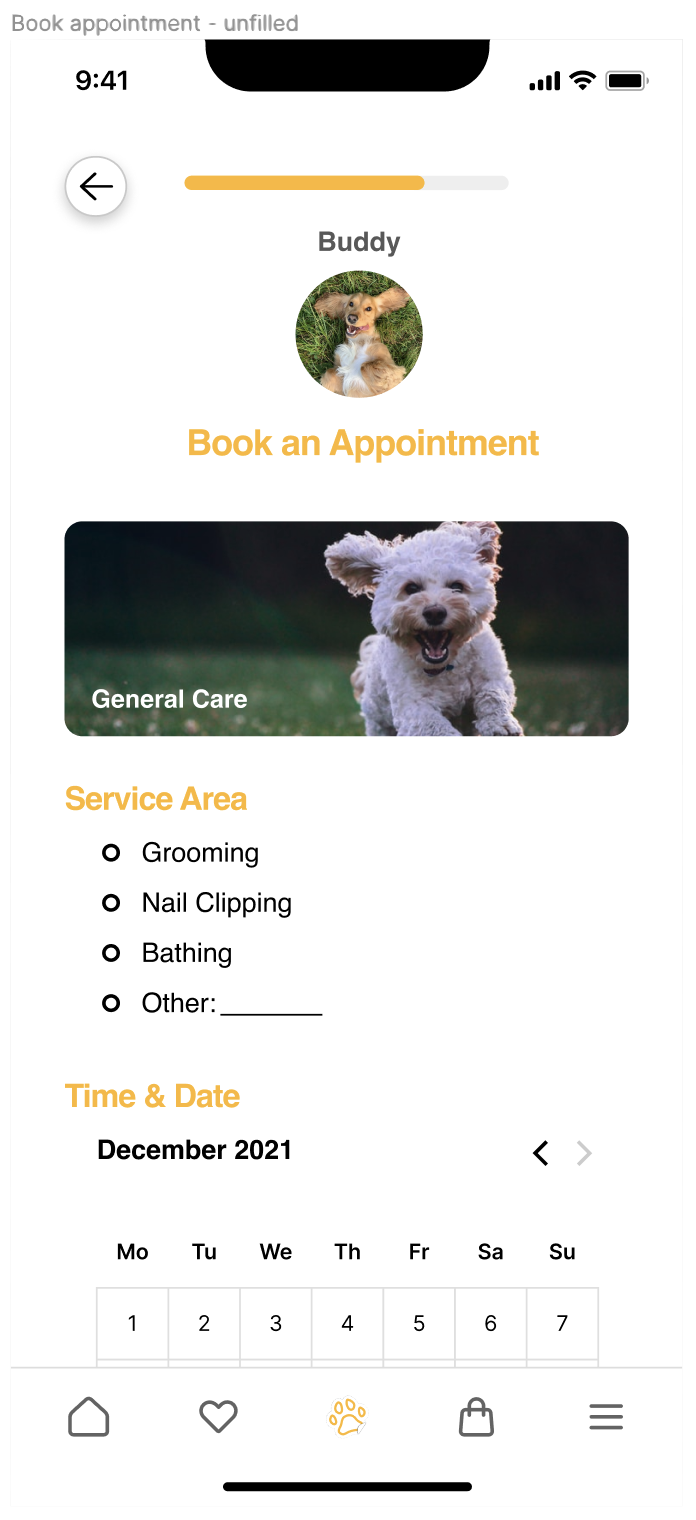 Book appointment - unfilled
9:41
Buddy
Book an Appointment
General Care
Service Area
Grooming
Nail Clipping
Bathing
Other: _______
Time & Date
December 2021
Mo Tu We Th Fr Sa Su
1 2 3 4 5 6 7